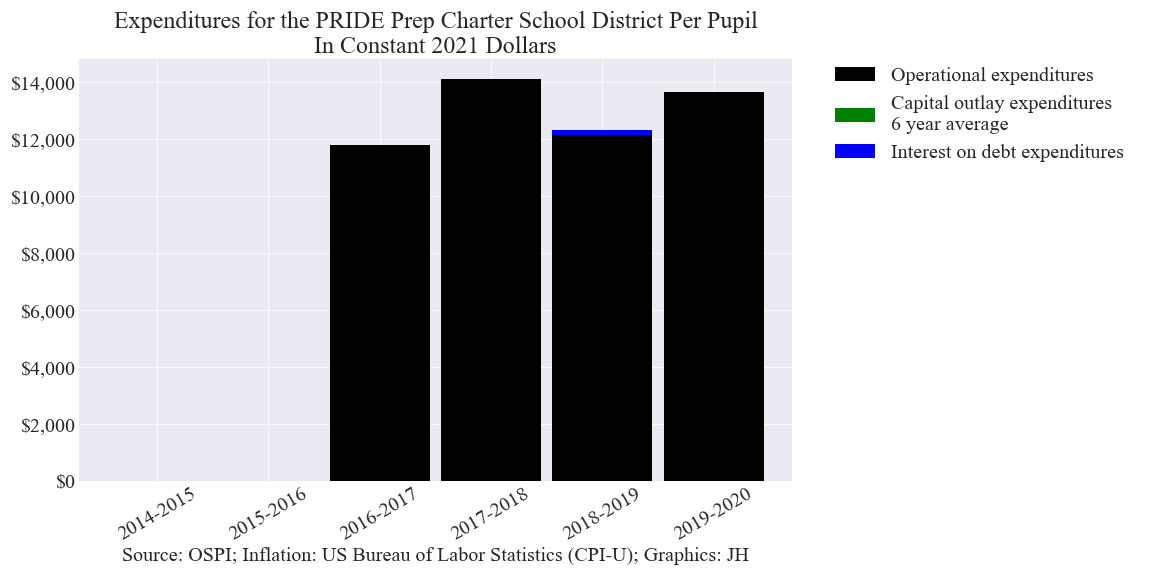 Expenditures for the PRIDE Prep Charter School District Per Pupil
In Constant 2021 Dollars
$14,000
$12,000
$10,000
$8,000
$6,000
$4,000
$2,000
$0
2014-2015
2015-2016
2016-2017
2017-2018
2018-2019
2019-2020
Source: OSPI; Inflation: US Bureau of Labor Statistics (CPI-U); Graphics: JH
Operational expenditures
Capital outlay expenditures
6 year average
Interest on debt expenditures